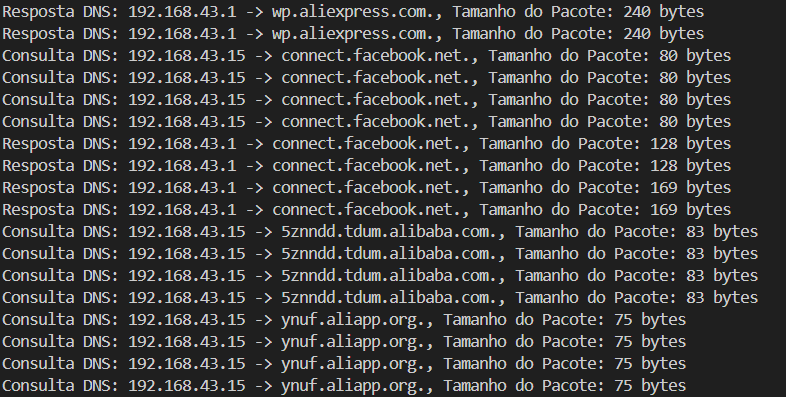 Resposta DNS: 192.168.43.1 -> wp.aliexpress.com., Tamanho do Pacote: 240 bytes
Resposta DNS: 192.168.43.1 -> wp.aliexpress.com., Tamanho do Pacote: 240 bytes
Consulta DNS: 192.168.43.15 -> connect.facebook.net., Tamanho do Pacote: 80 bytes
Consulta DNS: 192.168.43.15 -> connect.facebook.net., Tamanho do Pacote: 80 bytes
Consulta DNS: 192.168.43.15 -> connect.facebook.net., Tamanho do Pacote: 80 bytes
Consulta DNS: 192.168.43.15 -> connect.facebook.net., Tamanho do Pacote: 80 bytes
Resposta DNS: 192.168.43.1 -> connect.facebook.net., Tamanho do Pacote: 128 bytes
Resposta DNS: 192.168.43.1 -> connect.facebook.net., Tamanho do Pacote: 128 bytes
Resposta DNS: 192.168.43.1 -> connect.facebook.net., Tamanho do Pacote: 169 bytes
Resposta DNS: 192.168.43.1 -> connect.facebook.net., Tamanho do Pacote: 169 bytes
Consulta DNS: 192.168.43.15 -> 5znndd.tdum.alibaba.com., Tamanho do Pacote: 83 bytes
Consulta DNS: 192.168.43.15 -> 5znndd.tdum.alibaba.com., Tamanho do Pacote: 83 bytes
Consulta DNS: 192.168.43.15 -> 5znndd.tdum.alibaba.com., Tamanho do Pacote: 83 bytes
Consulta DNS: 192.168.43.15 -> 5znndd.tdum.alibaba.com., Tamanho do Pacote: 83 bytes
Consulta DNS: 192.168.43.15 -> ynuf.aliapp.org., Tamanho do Pacote: 75 bytes
Consulta DNS: 192.168.43.15 -> ynuf.aliapp.org., Tamanho do Pacote: 75 bytes
Consulta DNS: 192.168.43.15 -> ynuf.aliapp.org., Tamanho do Pacote: 75 bytes
Consulta DNS: 192.168.43.15 -> ynuf.aliapp.org., Tamanho do Pacote: 75 bytes